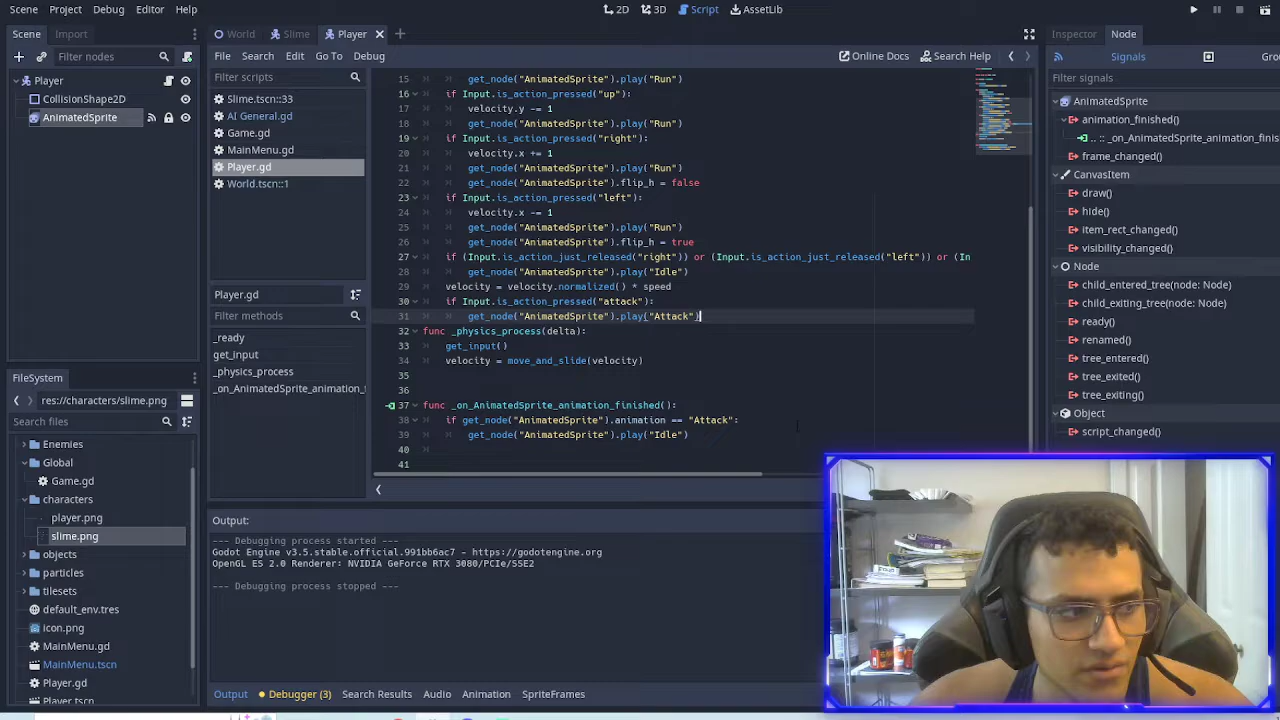 Scene Project Debug Editor Help
2D 3D Script AssetLib
Scene Import
Filter nodes
Player
CollisionShape2D
AnimatedSprite
FileSystem
res://characters/slime.png
Search files
Enemies
Global
Game.gd
characters
player.png
slime.png
objects
particles
tilesets
default_env.tres
icon.png
MainMenu.gd
MainMenu.tscn
Player.gd
Player.tscn
World Slime Player
File Search Edit Go To Debug
Online Docs Search Help
Filter scripts
Slime.tscn::39
AI General.gd
Game.gd
MainMenu.gd
Player.gd
World.tscn::1
Player.gd
Filter methods
_ready
get_input
_physics_process
_on_AnimatedSprite_animation_f
15 get_node("AnimatedSprite").play("Run")
16 if Input.is_action_pressed("up"):
17 velocity.y -= 1
18 get_node("AnimatedSprite").play("Run")
19 if Input.is_action_pressed("right"):
20 velocity.x += 1
21 get_node("AnimatedSprite").play("Run")
22 get_node("AnimatedSprite").flip_h = false
23 if Input.is_action_pressed("left"):
24 velocity.x -= 1
25 get_node("AnimatedSprite").play("Run")
26 get_node("AnimatedSprite").flip_h = true
27 if (Input.is_action_just_released("right")) or (Input.is_action_just_released("left")) or (In
28 get_node("AnimatedSprite").play("Idle")
29 velocity = velocity.normalized() * speed
30 if Input.is_action_pressed("attack"):
31 get_node("AnimatedSprite").play("Attack")
32 func _physics_process(delta):
33 get_input()
34 velocity = move_and_slide(velocity)
35
36
37 func _on_AnimatedSprite_animation_finished():
38 if get_node("AnimatedSprite").animation == "Attack":
39 get_node("AnimatedSprite").play("Idle")
40
41
Output:
--- Debugging process started ---
Godot Engine v3.5.stable.official.991bb6ac7 - https://godotengine.org
OpenGL ES 2.0 Renderer: NVIDIA GeForce RTX 3080/PCIe/SSE2
--- Debugging process stopped ---
Output Debugger (3) Search Results Audio Animation SpriteFrames
Inspector Node
Signals Grou
Filter signals
AnimatedSprite
animation_finished()
.. :: _on_AnimatedSprite_animation_finis
frame_changed()
CanvasItem
draw()
hide()
item_rect_changed()
visibility_changed()
Node
child_entered_tree(node: Node)
child_exiting_tree(node: Node)
ready()
renamed()
tree_entered()
tree_exited()
tree_exiting()
Object
script_changed()